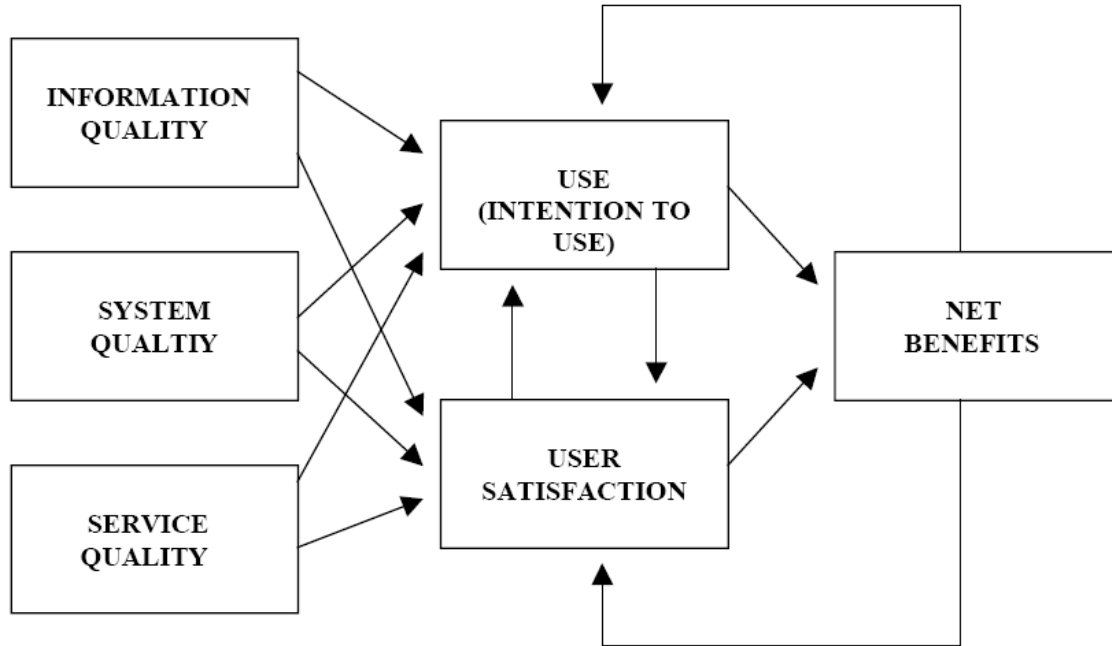 INFORMATION
QUALITY
USE
(INTENTION TO
USE)
SYSTEM
QUALTIY
NET
BENEFITS
USER
SATISFACTION
SERVICE
QUALITY